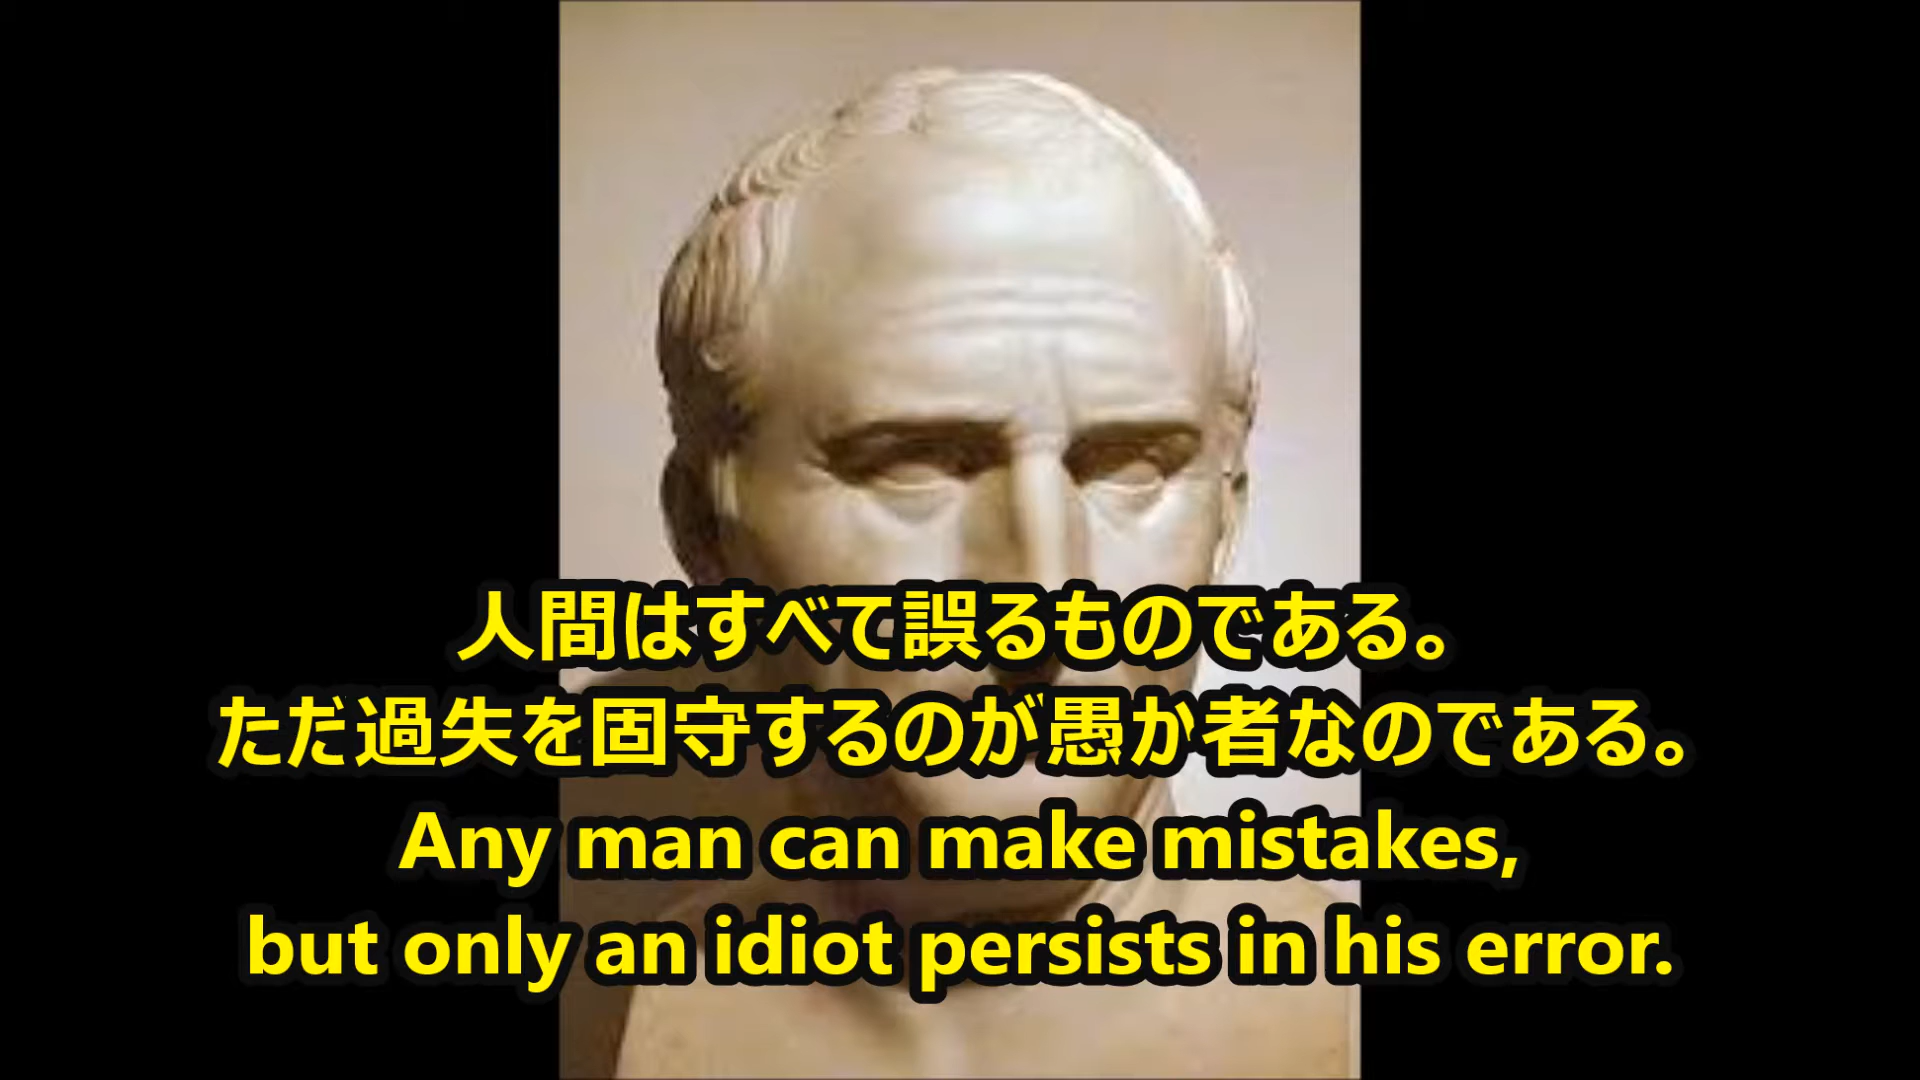 人間はすべて誤るものである。
ただ過失を固守するのが愚か者なのである。
Any man can make mistakes,
but only an idiot persists in his error.